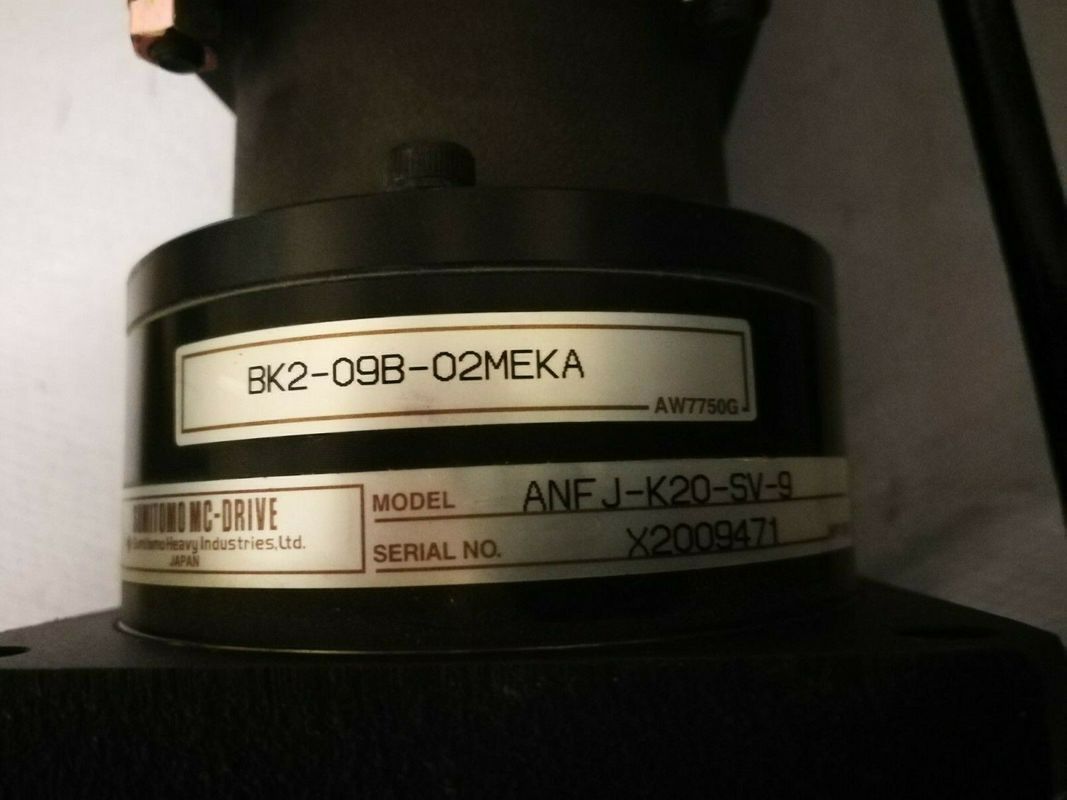 BK2-09B-02MEKA
AW7750G
SUMITOMO MC-DRIVE
Sumitomo Heavy Industries, Ltd.
JAPAN
MODEL ANFJ-K20-SV-9
SERIAL NO. X2009471